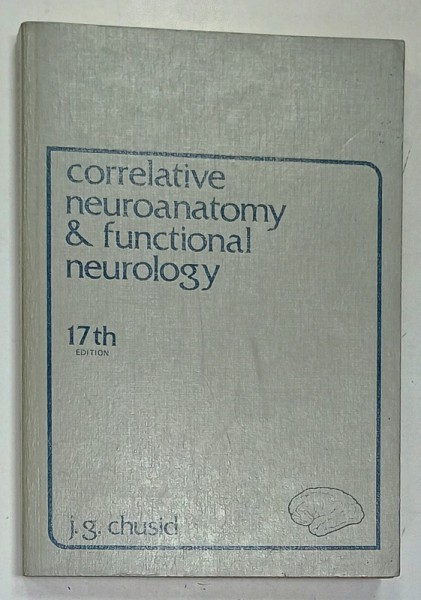 correlative
neuroanatomy
& functional
neurology
17th
EDITION
j. g. chusid